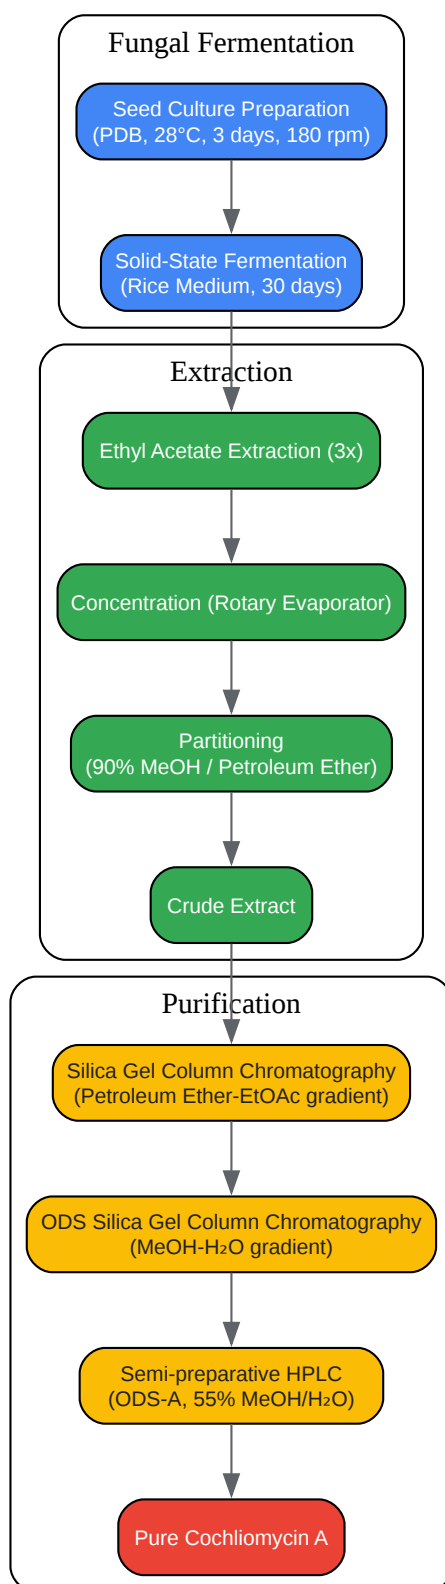 Fungal Fermentation
Seed Culture Preparation
(PDB, 28°C, 3 days, 180 rpm)
Solid-State Fermentation
(Rice Medium, 30 days)
Extraction
Ethyl Acetate Extraction (3x)
Concentration (Rotary Evaporator)
Partitioning
(90% MeOH / Petroleum Ether)
Crude Extract
Purification
Silica Gel Column Chromatography
(Petroleum Ether-EtOAc gradient)
ODS Silica Gel Column Chromatography
(MeOH-H₂O gradient)
Semi-preparative HPLC
(ODS-A, 55% MeOH/H₂O)
Pure Cochliomycin A